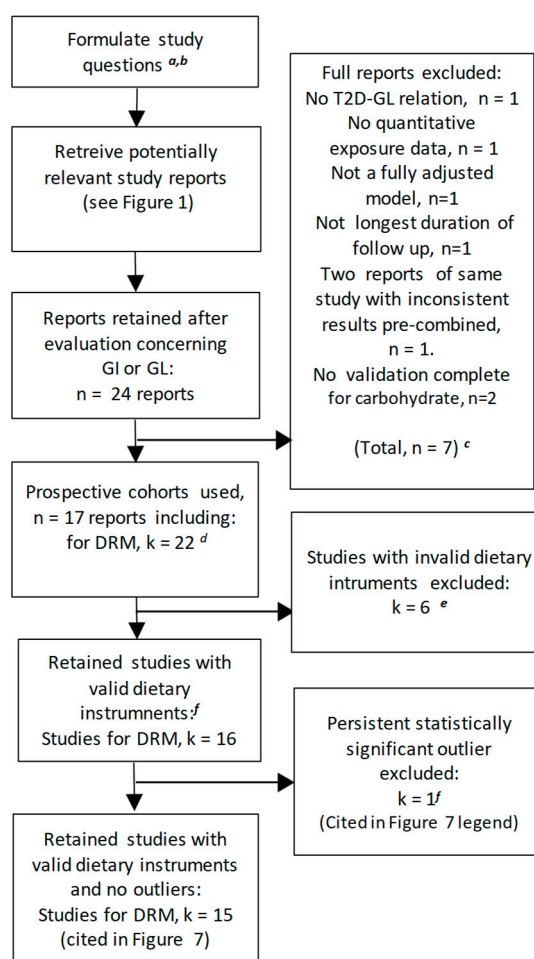 Formulate study
questions a,b
Retreive potentially
relevant study reports
(see Figure 1)
Reports retained after
evaluation concerning
GI or GL:
n = 24 reports
Full reports excluded:
No T2D-GL relation, n = 1
No quantitative
exposure data, n = 1
Not a fully adjusted
model, n=1
Not longest duration of
follow up, n=1
Two reports of same
study with inconsistent
results pre-combined,
n = 1.
No validation complete
for carbohydrate, n=2
(Total, n = 7) c
Prospective cohorts used,
n = 17 reports including:
for DRM, k = 22 d
Studies with invalid dietary
intruments excluded:
k = 6 e
Retained studies with
valid dietary
instrumnents:f
Studies for DRM, k = 16
Persistent statistically
significant outlier
excluded:
k = 1f
(Cited in Figure 7 legend)
Retained studies with
valid dietary instruments
and no outliers:
Studies for DRM, k = 15
(cited in Figure 7)